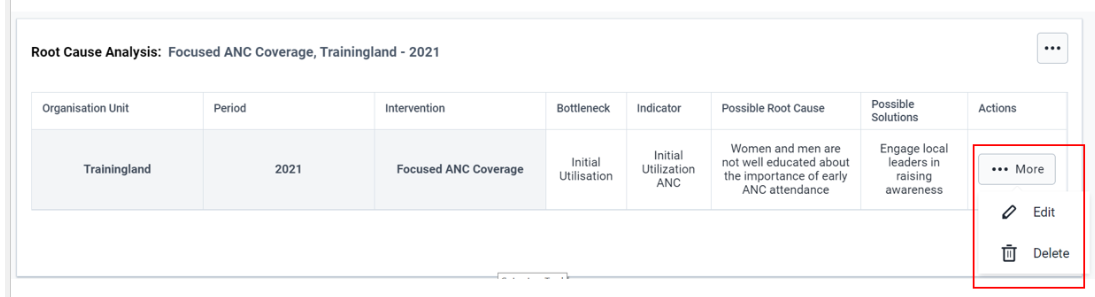 Root Cause Analysis: Focused ANC Coverage, Trainingland - 2021
Organisation Unit
Period
Intervention
Bottleneck
Indicator
Possible Root Cause
Possible
Solutions
Actions
Trainingland
2021
Focused ANC Coverage
Initial
Utilisation
Initial
Utilization
ANC
Women and men are
not well educated about
the importance of early
ANC attendance
Engage local
leaders in
raising
awareness
••• More
Edit
Delete